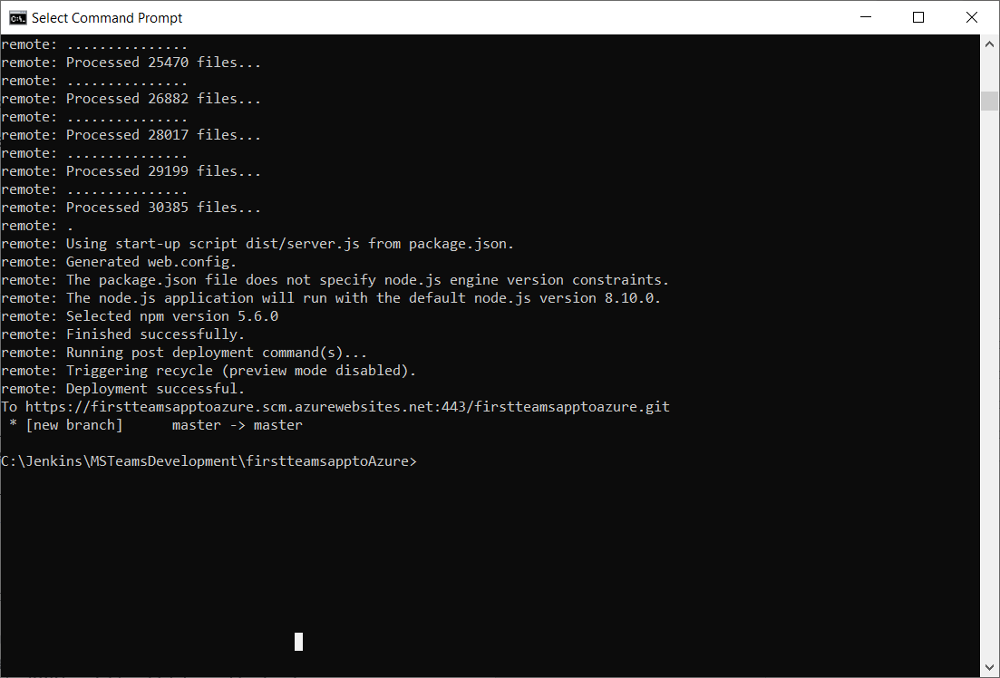 Select Command Prompt
remote: ...............
remote: Processed 25470 files...
remote: ...............
remote: Processed 26882 files...
remote: ...............
remote: Processed 28017 files...
remote: ...............
remote: Processed 29199 files...
remote: ...............
remote: Processed 30385 files...
remote: .
remote: Using start-up script dist/server.js from package.json.
remote: Generated web.config.
remote: The package.json file does not specify node.js engine version constraints.
remote: The node.js application will run with the default node.js version 8.10.0.
remote: Selected npm version 5.6.0
remote: Finished successfully.
remote: Running post deployment command(s)...
remote: Triggering recycle (preview mode disabled).
remote: Deployment successful.
To https://firstteamsapptoazure.scm.azurewebsites.net:443/firstteamsapptoazure.git
 * [new branch]      master -> master
C:\Jenkins\MSTeamsDevelopment\firstteamsapptoAzure>